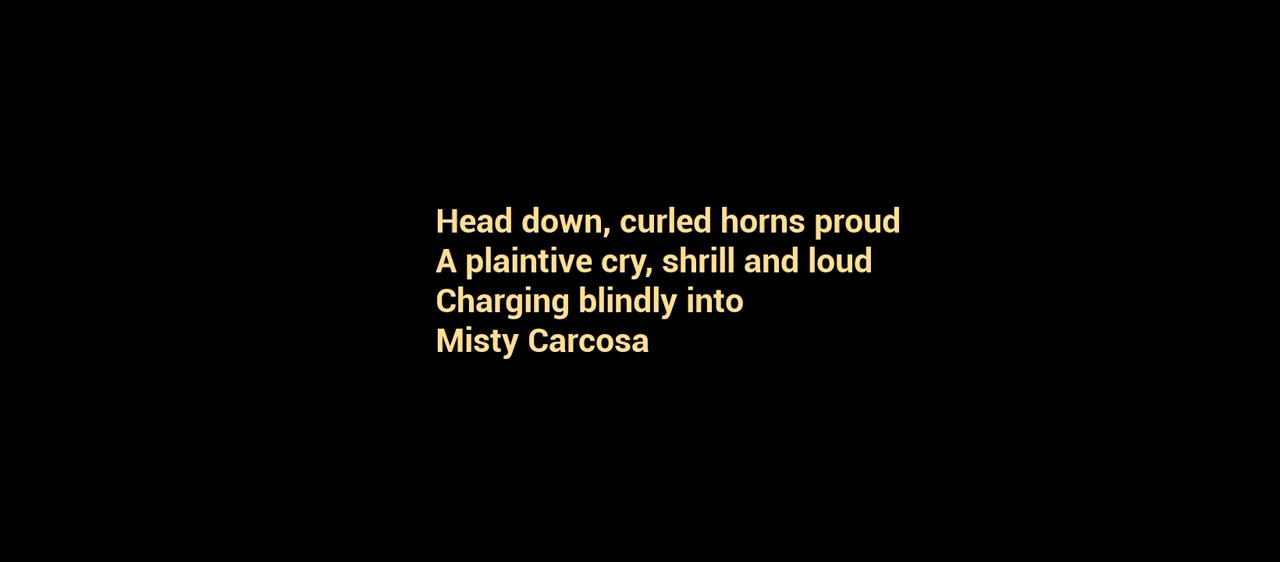 Head down, curled horns proud
A plaintive cry, shrill and loud
Charging blindly into
Misty Carcosa